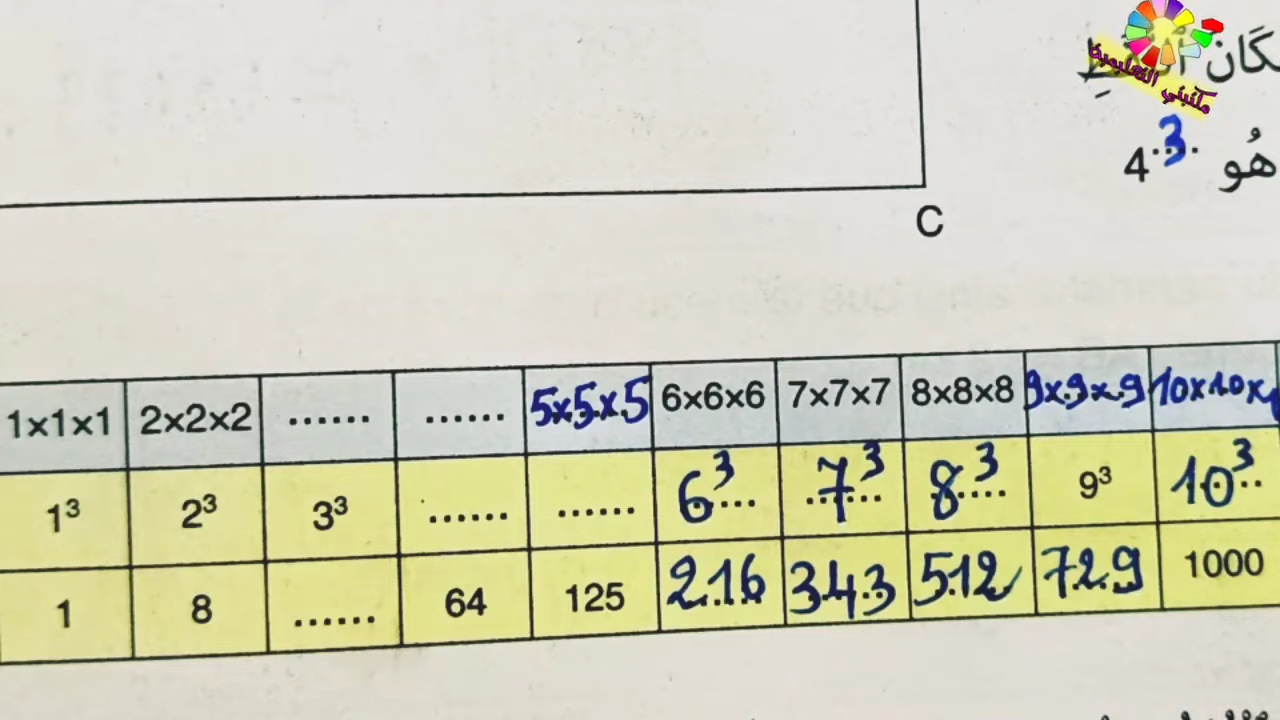 كَانَ
مكتبتي التعليمية
هُو 4 3
C
1×1×1 2×2×2 ...... ...... 5×5×5 6×6×6 7×7×7 8×8×8 9×9×9 10×10×
1³ 2³ 3³ ...... ...... 6³ 7³ 8³ 9³ 10³
1 8 ...... 64 125 216 343 512 729 1000